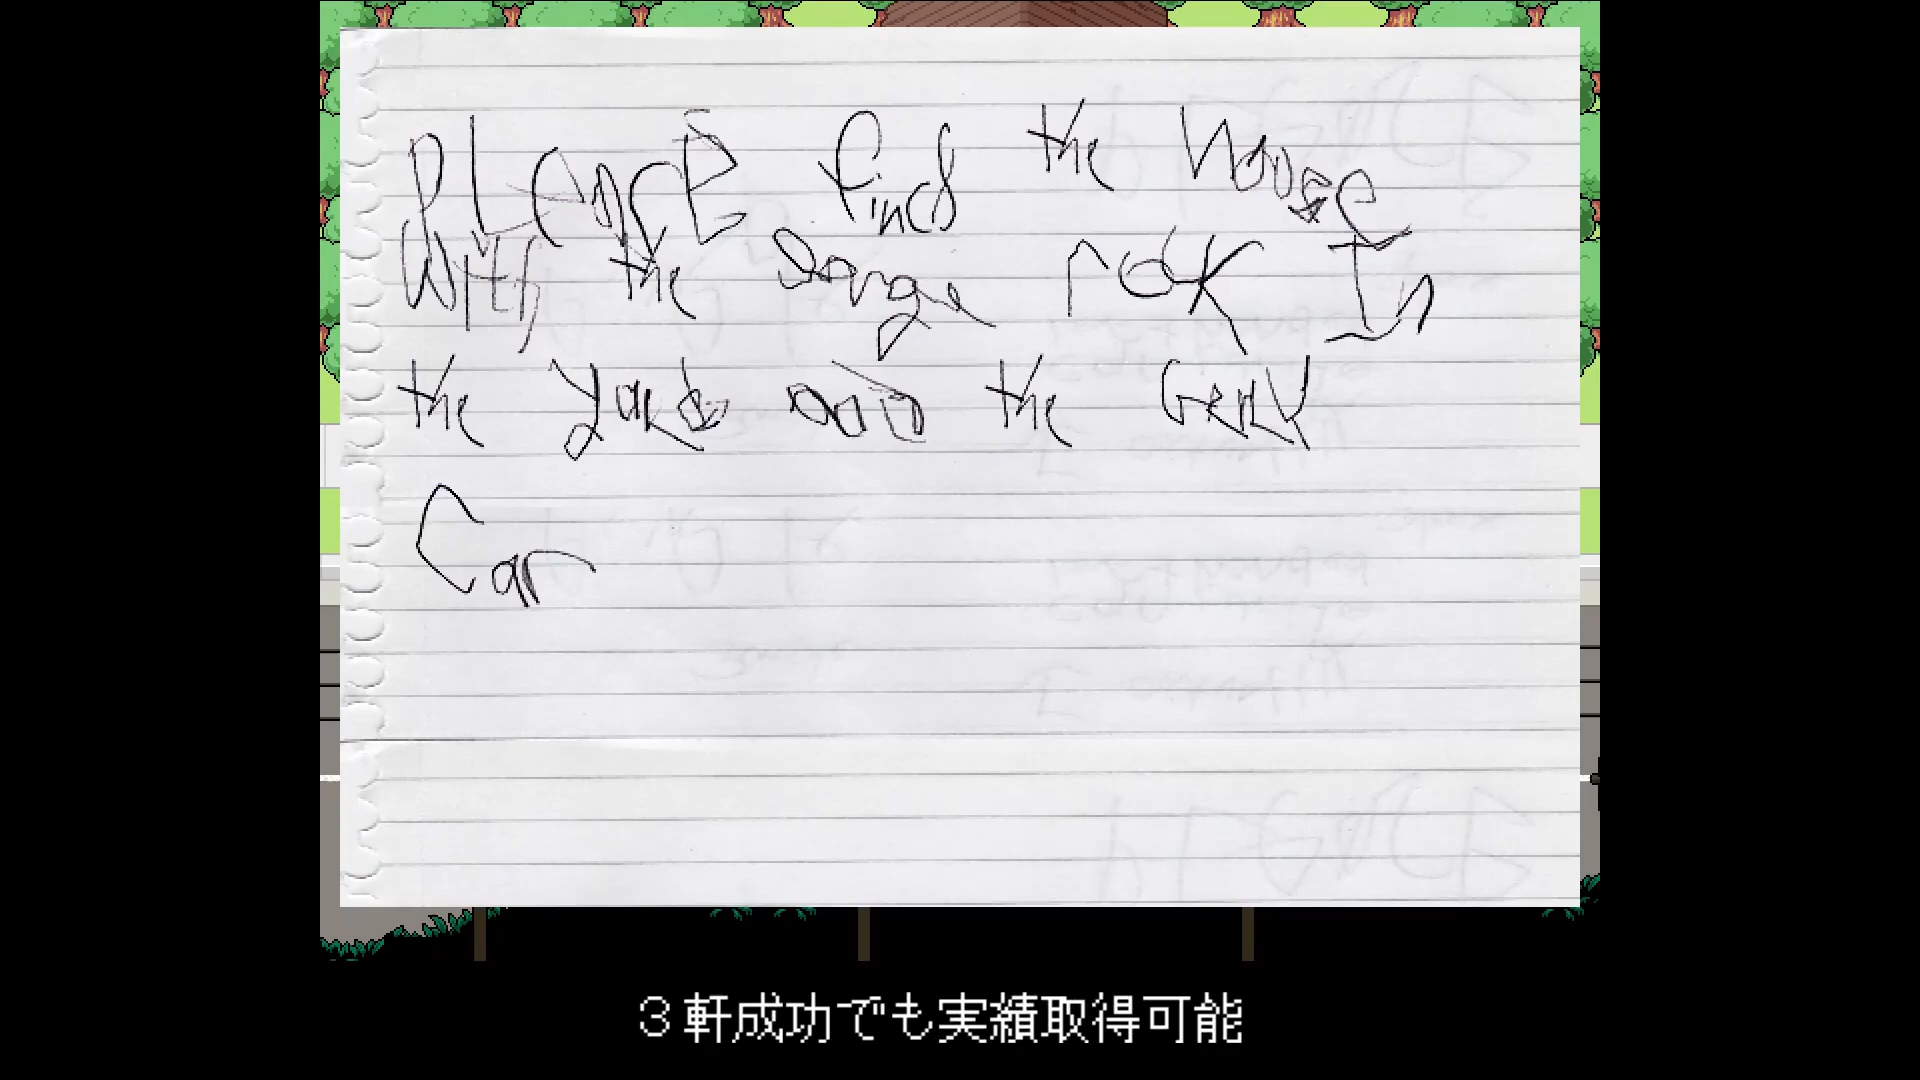 PLEasE find the house
with the orange rock In
the yard and the
Car
３軒成功でも実績取得可能